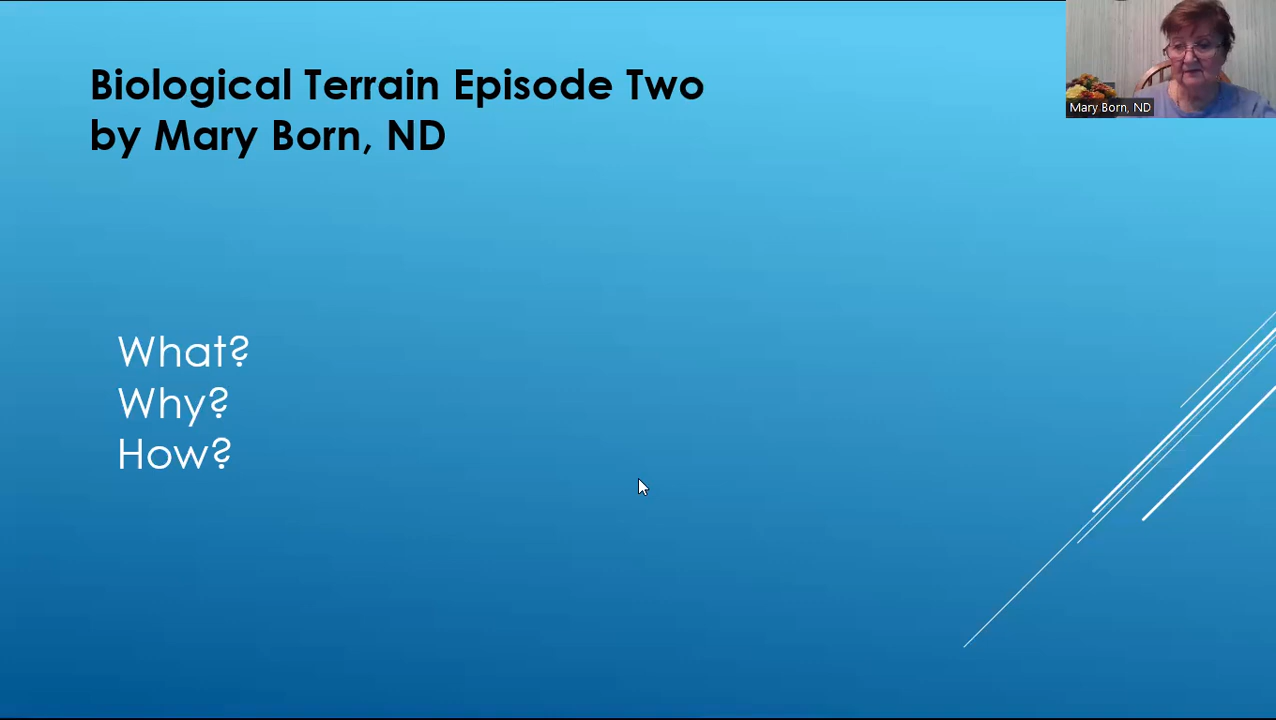 Biological Terrain Episode Two
by Mary Born, ND
Mary Born, ND
What?
Why?
How?